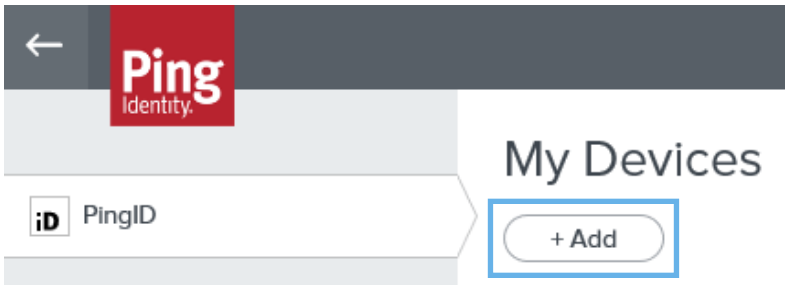 Ping
Identity.
My Devices
iD PingID
+ Add